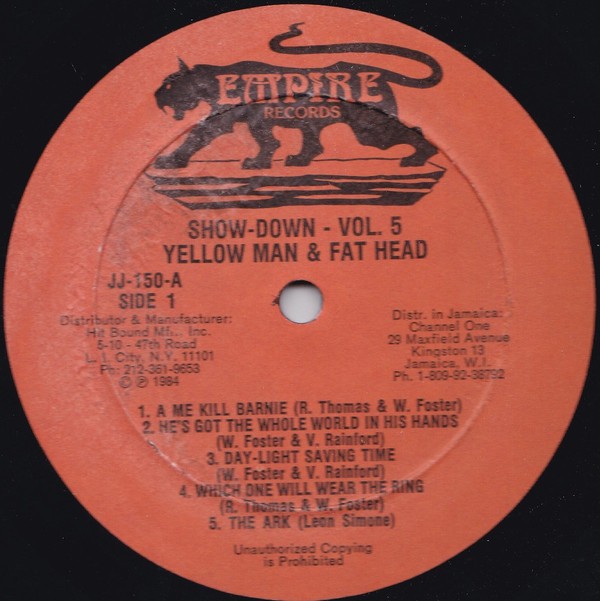 EMPIRE
RECORDS
SHOW-DOWN - VOL. 5
YELLOW MAN & FAT HEAD
JJ-150-A
SIDE 1
Distributor & Manufacturer:
Hit Bound Mf... Inc.
5-10 - 47th Road
L. I. City, N.Y. 11101
Ph: 212-361-9653
© ℗ 1984
Distr. in Jamaica:
Channel One
29 Maxfield Avenue
Kingston 13
Jamaica, W.I.
Ph. 1-809-92-38792
1. A ME KILL BARNIE (R. Thomas & W. Foster)
2. HE'S GOT THE WHOLE WORLD IN HIS HANDS
(W. Foster & V. Rainford)
3. DAY-LIGHT SAVING TIME
(W. Foster & V. Rainford)
4. WHICH ONE WILL WEAR THE RING
(R. Thomas & W. Foster)
5. THE ARK (Leon Simone)
Unauthorized Copying
is Prohibited